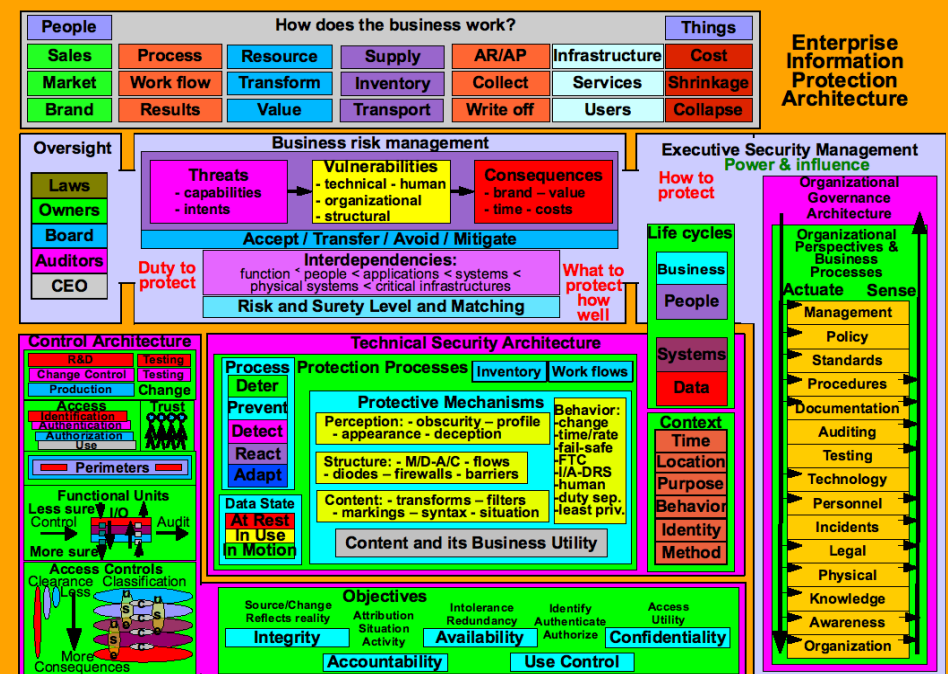 People
How does the business work?
Things
Sales
Process
Resource
Supply
AR/AP
Infrastructure
Cost
Market
Work flow
Transform
Inventory
Collect
Services
Shrinkage
Brand
Results
Value
Transport
Write off
Users
Collapse
Enterprise
Information
Protection
Architecture
Oversight
Laws
Owners
Board
Auditors
CEO
Business risk management
Threats
- capabilities
- intents
Vulnerabilities
- technical - human
- organizational
- structural
Consequences
- brand – value
- time - costs
Accept / Transfer / Avoid / Mitigate
Duty to
protect
Interdependencies:
function < people < applications < systems <
physical systems < critical infrastructures
Risk and Surety Level and Matching
What to
protect
how
well
Executive Security Management
Power & influence
How to
protect
Life cycles
Business
People
Systems
Data
Context
Time
Location
Purpose
Behavior
Identity
Method
Organizational
Governance
Architecture
Organizational
Perspectives &
Business
Processes
Actuate
Sense
Management
Policy
Standards
Procedures
Documentation
Auditing
Testing
Technology
Personnel
Incidents
Legal
Physical
Knowledge
Awareness
Organization
Control Architecture
R&D
Testing
Change Control
Testing
Production
Change
Access
Identification
Authentication
Authorization
Use
Trust
Perimeters
Functional Units
Less sure
I/O
Control
Audit
More sure
Access Controls
Clearance
Classification
Less
More
Consequences
Technical Security Architecture
Process
Deter
Prevent
Detect
React
Adapt
Data State
At Rest
In Use
In Motion
Protection Processes
Inventory
Work flows
Protective Mechanisms
Perception: - obscurity – profile
- appearance - deception
Structure: - M/D-A/C - flows
- diodes – firewalls - barriers
Content: - transforms – filters
- markings – syntax - situation
Behavior:
-change
-time/rate
-fail-safe
-FTC
-I/A-DRS
-human
-duty sep.
-least priv.
Content and its Business Utility
Objectives
Source/Change
Reflects reality
Integrity
Attribution
Situation
Activity
Accountability
Intolerance
Redundancy
Availability
Identify
Authenticate
Authorize
Use Control
Access
Utility
Confidentiality